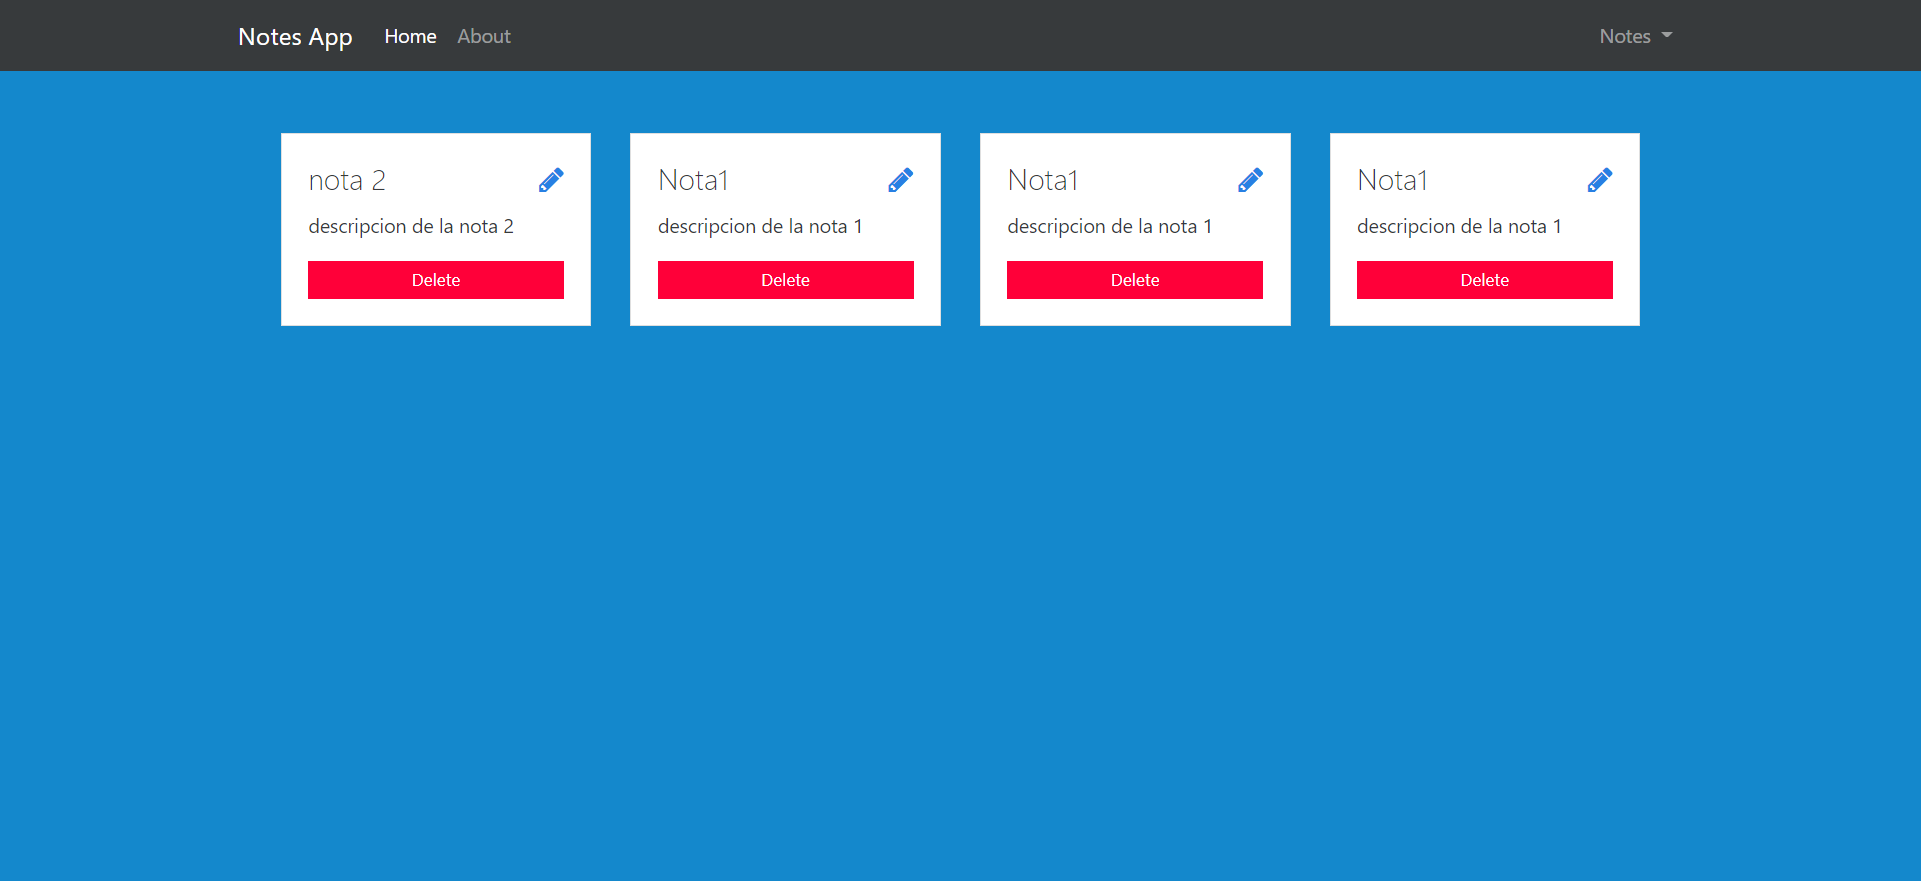 Notes App Home About Notes
nota 2
descripcion de la nota 2
Delete
Nota1
descripcion de la nota 1
Delete
Nota1
descripcion de la nota 1
Delete
Nota1
descripcion de la nota 1
Delete